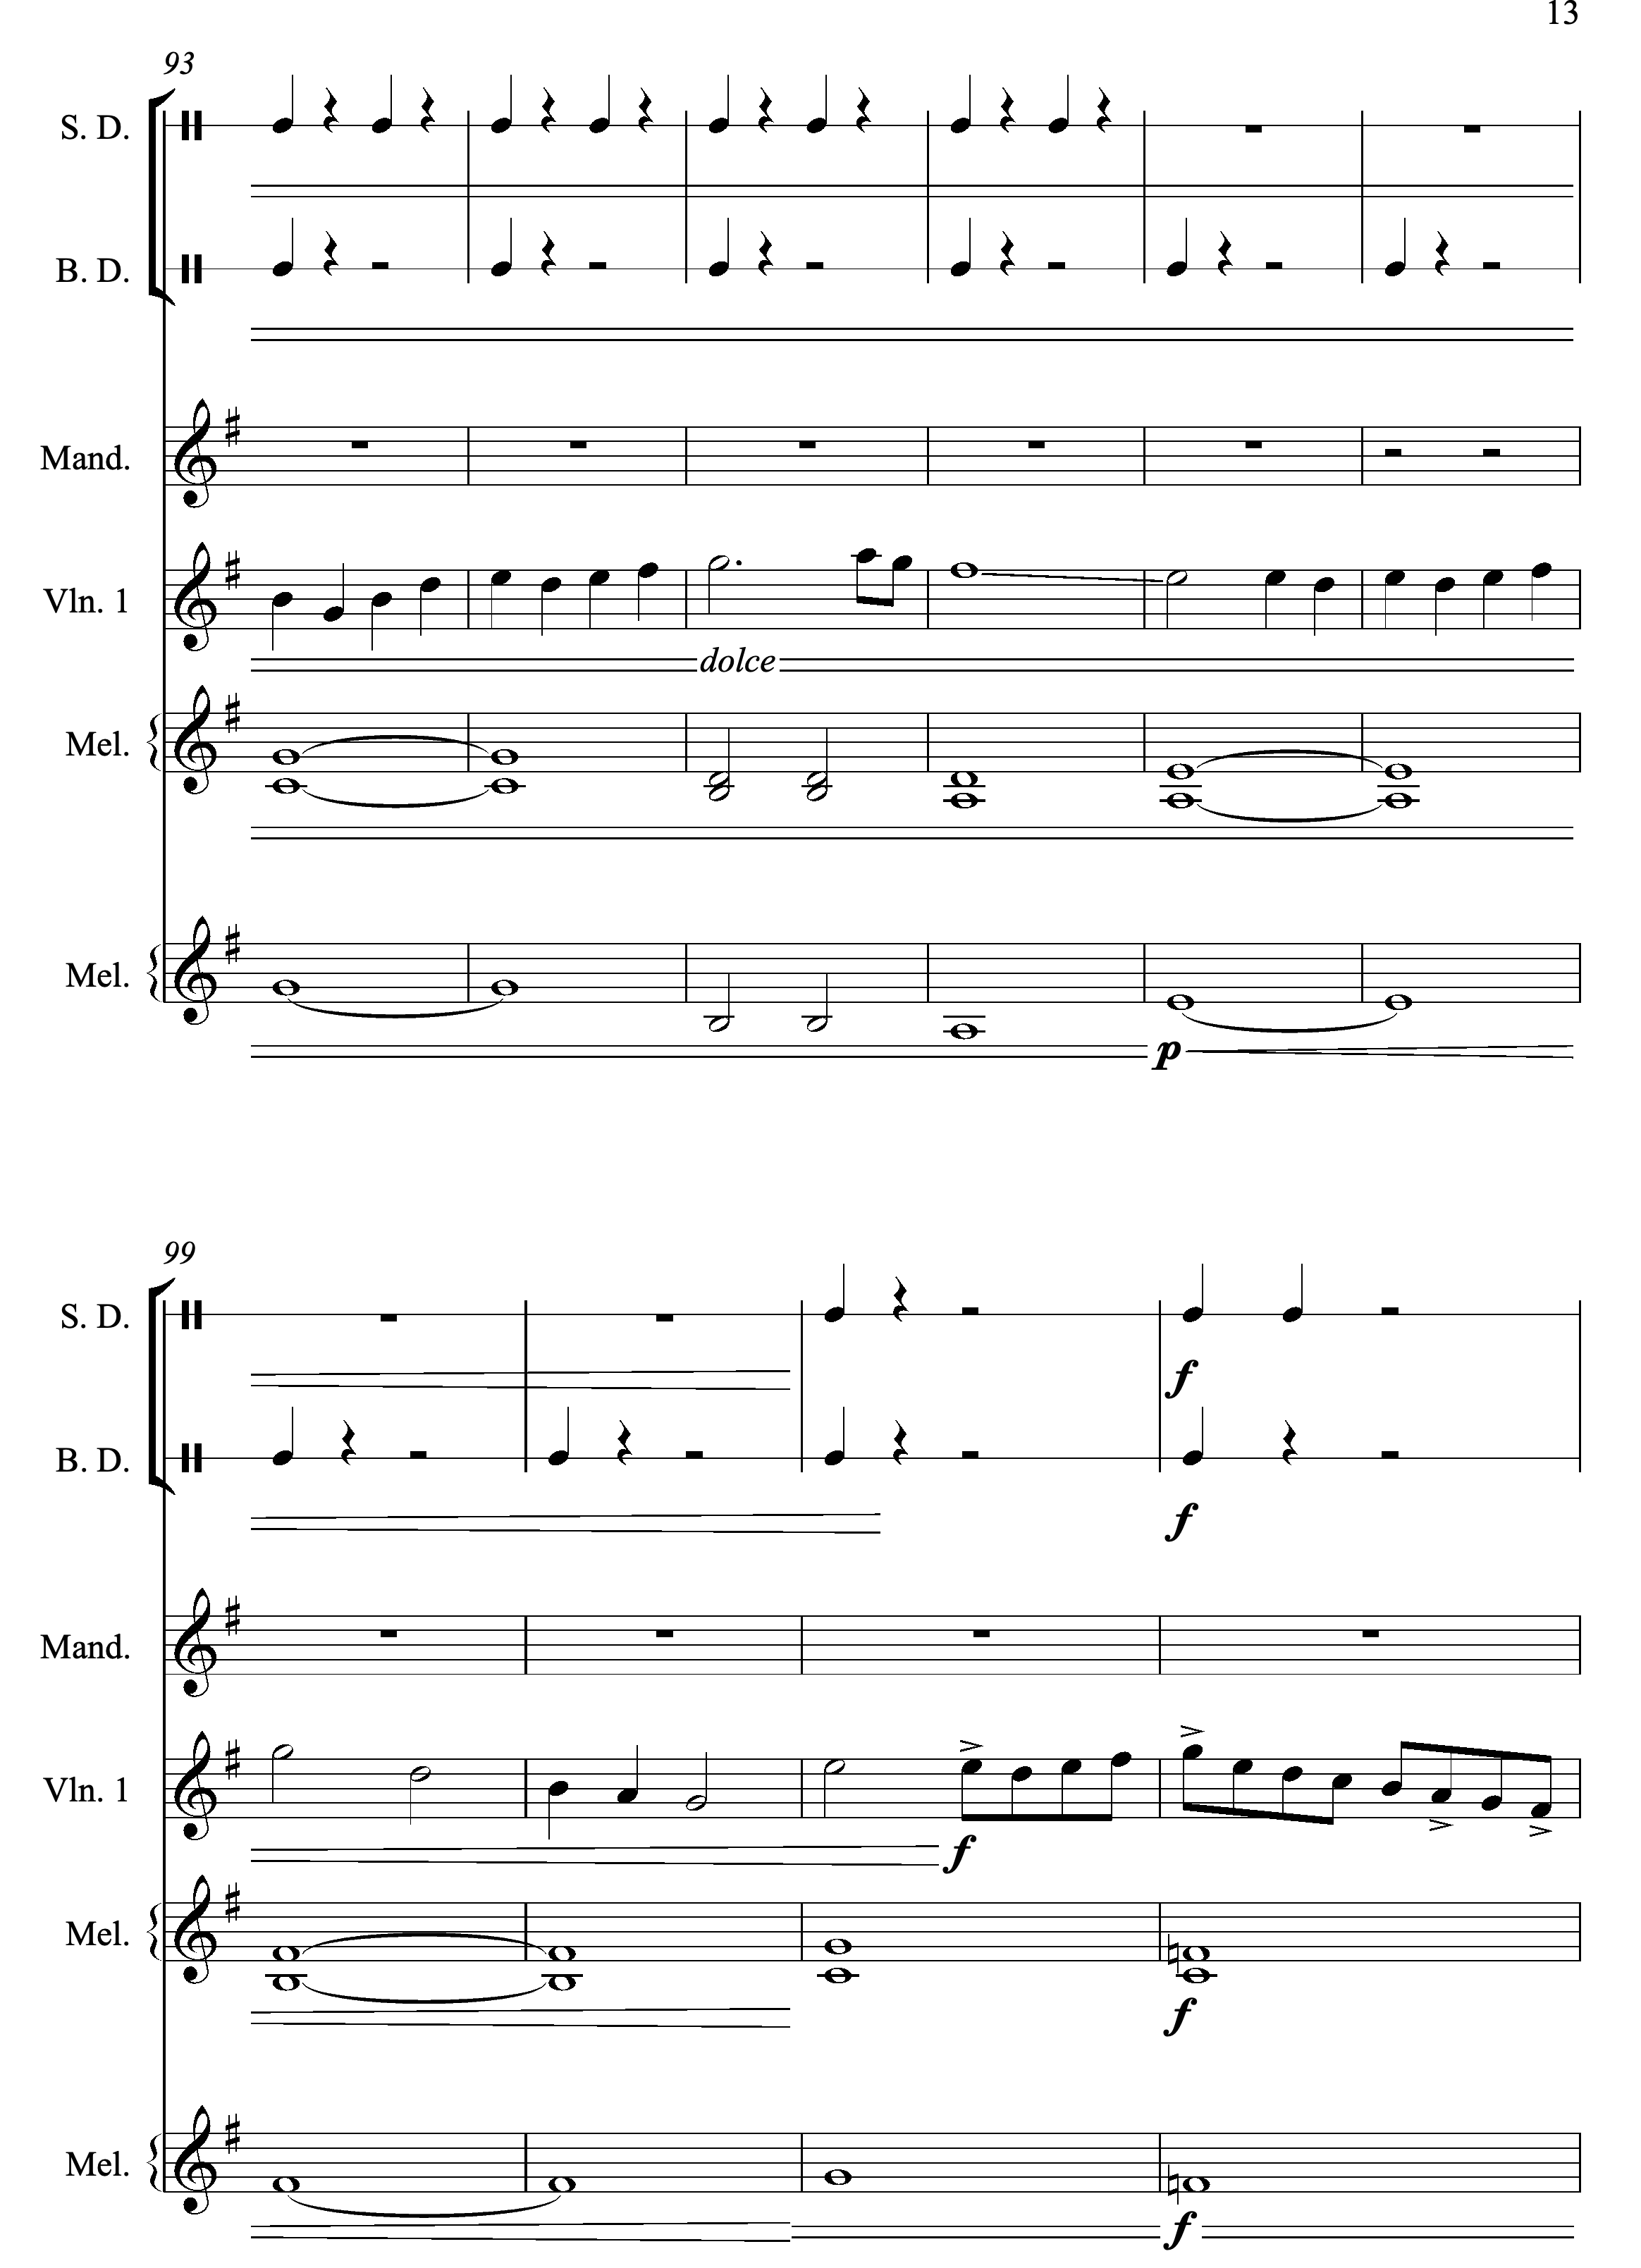 13
93
S. D.
B. D.
Mand.
Vln. 1
dolce
Mel.
Mel.
p
99
S. D.
f
B. D.
f
Mand.
Vln. 1
f
Mel.
f
Mel.
f